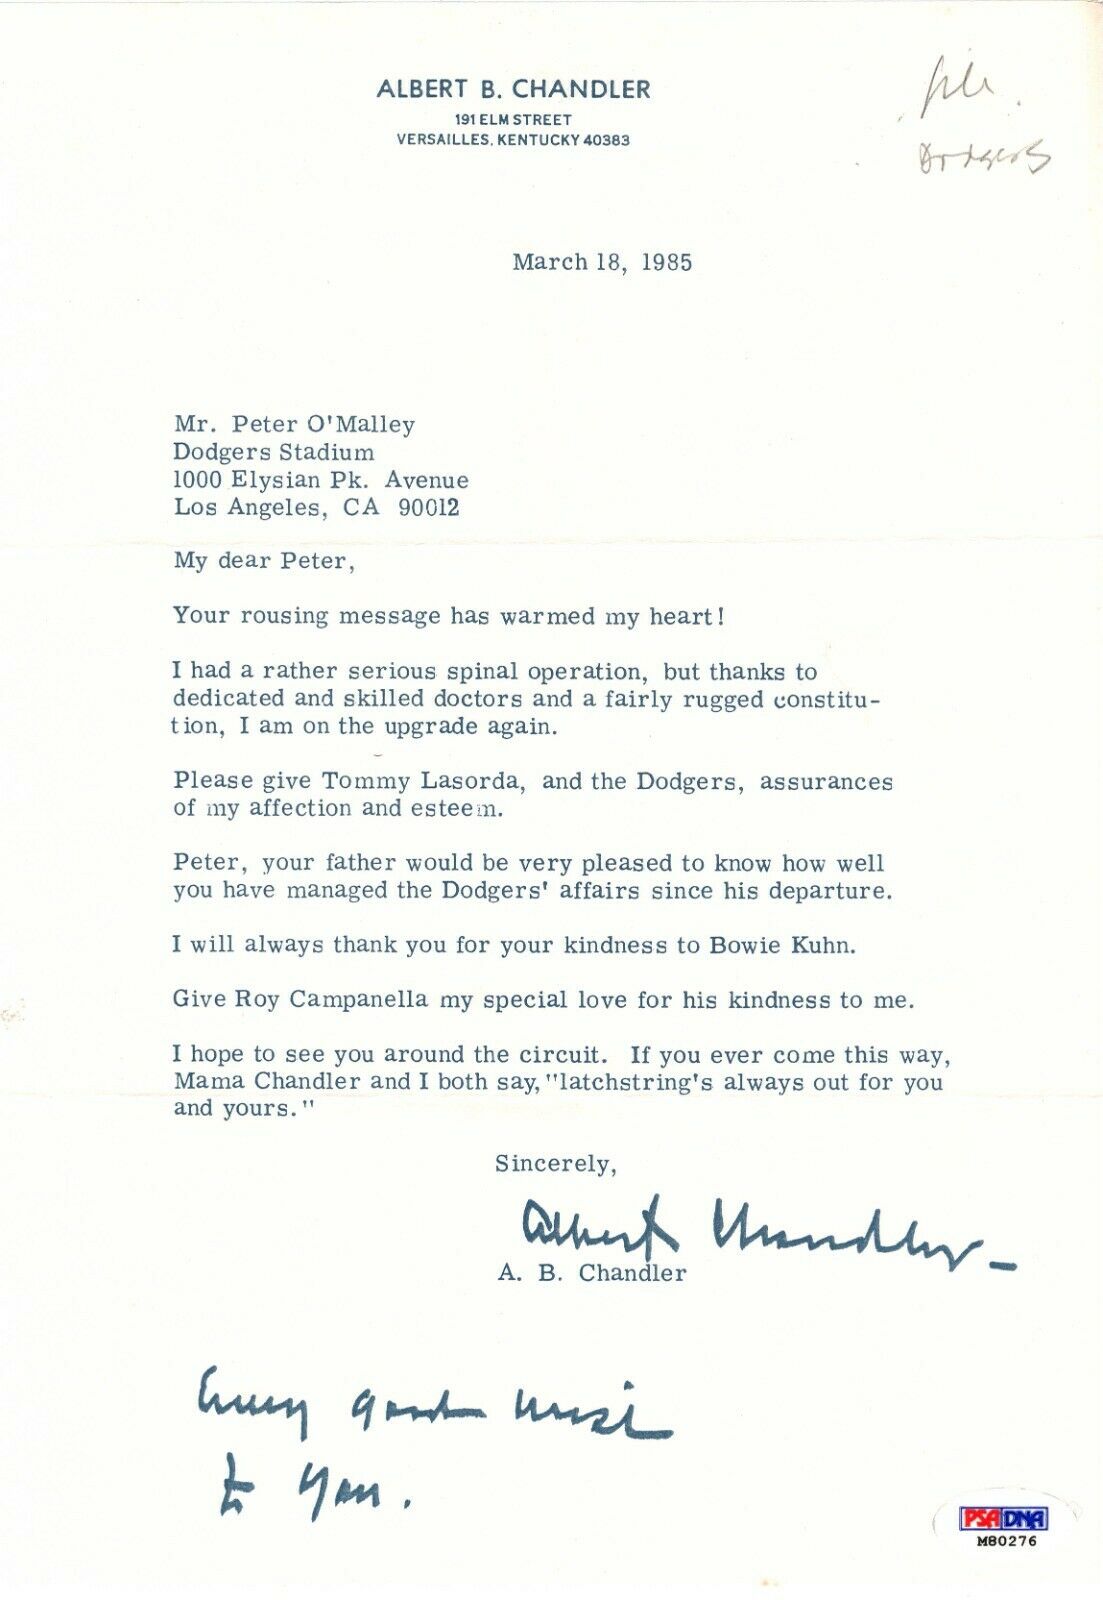 ALBERT B. CHANDLER
191 ELM STREET
VERSAILLES, KENTUCKY 40383
file
Dodgers
March 18, 1985
Mr. Peter O'Malley
Dodgers Stadium
1000 Elysian Pk. Avenue
Los Angeles, CA 90012
My dear Peter,
Your rousing message has warmed my heart!
I had a rather serious spinal operation, but thanks to
dedicated and skilled doctors and a fairly rugged constitu-
tion, I am on the upgrade again.
Please give Tommy Lasorda, and the Dodgers, assurances
of my affection and esteem.
Peter, your father would be very pleased to know how well
you have managed the Dodgers' affairs since his departure.
I will always thank you for your kindness to Bowie Kuhn.
Give Roy Campanella my special love for his kindness to me.
I hope to see you around the circuit. If you ever come this way,
Mama Chandler and I both say, "latchstring's always out for you
and yours."
Sincerely,
Albert Chandler -
A. B. Chandler
Every good wish
to you.
PSA DNA
M80276